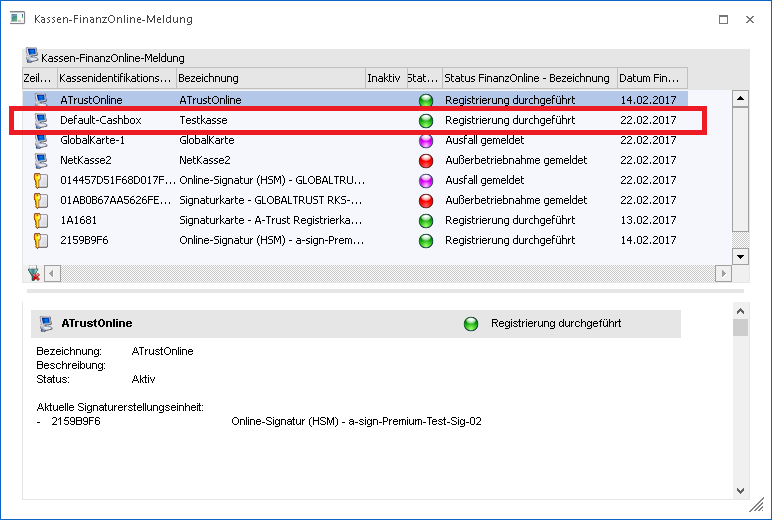 Kassen-FinanzOnline-Meldung
Kassen-FinanzOnline-Meldung
Zeil... Kassenidentifikations... Bezeichnung Inaktiv Stat... Status FinanzOnline - Bezeichnung Datum Fin...
ATrustOnline ATrustOnline Registrierung durchgeführt 14.02.2017
Default-Cashbox Testkasse Registrierung durchgeführt 22.02.2017
GlobalKarte-1 GlobalKarte Ausfall gemeldet 22.02.2017
NetKasse2 NetKasse2 Außerbetriebnahme gemeldet 22.02.2017
014457D51F68D017F... Online-Signatur (HSM) - GLOBALTRU... Ausfall gemeldet 22.02.2017
01AB0B67AA5626FE... Signaturkarte - GLOBALTRUST RKS-... Außerbetriebnahme gemeldet 22.02.2017
1A1681 Signaturkarte - A-Trust Registrierka... Registrierung durchgeführt 13.02.2017
2159B9F6 Online-Signatur (HSM) - a-sign-Prem... Registrierung durchgeführt 14.02.2017
ATrustOnline Registrierung durchgeführt
Bezeichnung: ATrustOnline
Beschreibung:
Status: Aktiv
Aktuelle Signaturerstellungseinheit:
- 2159B9F6 Online-Signatur (HSM) - a-sign-Premium-Test-Sig-02